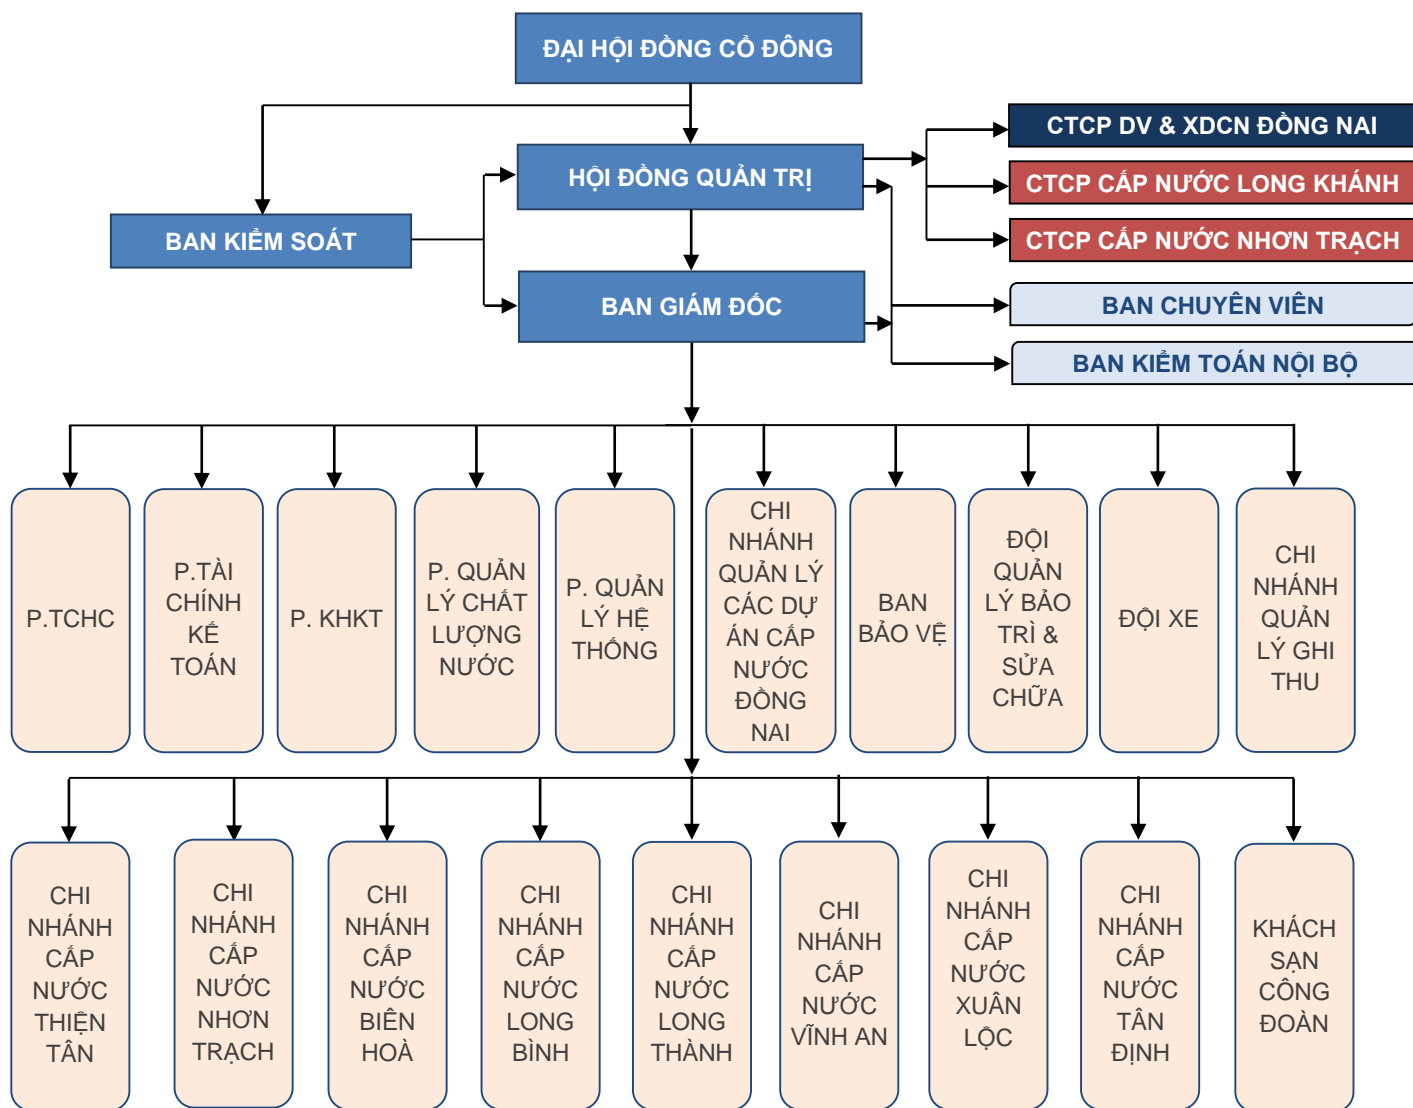 ĐẠI HỘI ĐỒNG CỔ ĐÔNG
CTCP DV & XDCN ĐỒNG NAI
HỘI ĐỒNG QUẢN TRỊ
CTCP CẤP NƯỚC LONG KHÁNH
BAN KIỂM SOÁT
CTCP CẤP NƯỚC NHƠN TRẠCH
BAN GIÁM ĐỐC
BAN CHUYÊN VIÊN
BAN KIỂM TOÁN NỘI BỘ
P.TCHC
P.TÀI
CHÍNH
KẾ
TOÁN
P. KHKT
P. QUẢN
LÝ CHẤT
LƯỢNG
NƯỚC
P. QUẢN
LÝ HỆ
THỐNG
CHI
NHÁNH
QUẢN LÝ
CÁC DỰ
ÁN CẤP
NƯỚC
ĐỒNG
NAI
BAN
BẢO VỆ
ĐỘI
QUẢN
LÝ BẢO
TRÌ &
SỬA
CHỮA
ĐỘI XE
CHI
NHÁNH
QUẢN
LÝ GHI
THU
CHI
NHÁNH
CẤP
NƯỚC
THIỆN
TÂN
CHI
NHÁNH
CẤP
NƯỚC
NHƠN
TRẠCH
CHI
NHÁNH
CẤP
NƯỚC
BIÊN
HOÀ
CHI
NHÁNH
CẤP
NƯỚC
LONG
BÌNH
CHI
NHÁNH
CẤP
NƯỚC
LONG
THÀNH
CHI
NHÁNH
CẤP
NƯỚC
VĨNH AN
CHI
NHÁNH
CẤP
NƯỚC
XUÂN
LỘC
CHI
NHÁNH
CẤP
NƯỚC
TÂN
ĐỊNH
KHÁCH
SẠN
CÔNG
ĐOÀN